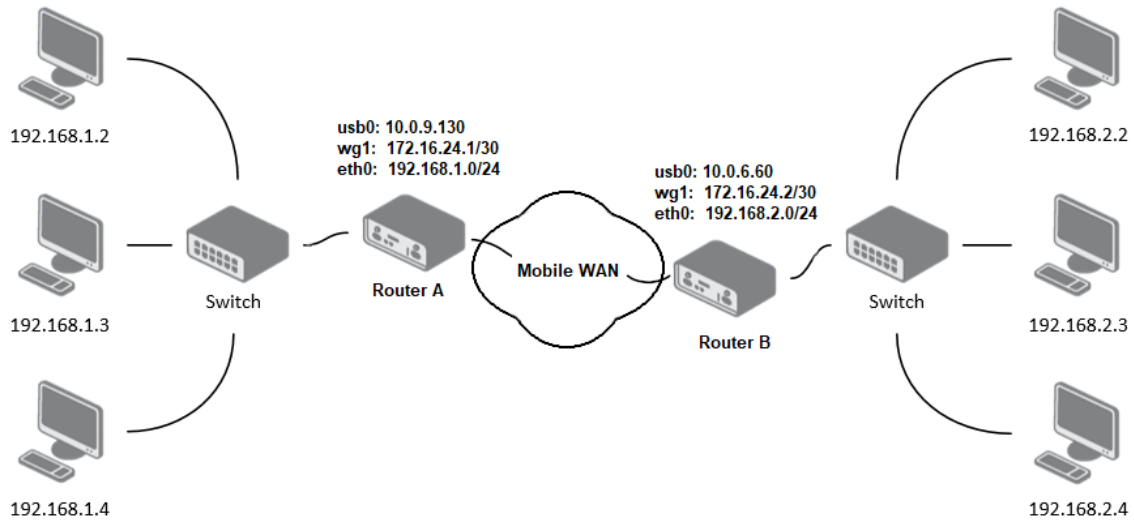 192.168.1.2
192.168.1.3
192.168.1.4
Switch
usb0: 10.0.9.130
wg1: 172.16.24.1/30
eth0: 192.168.1.0/24
Router A
Mobile WAN
usb0: 10.0.6.60
wg1: 172.16.24.2/30
eth0: 192.168.2.0/24
Router B
Switch
192.168.2.2
192.168.2.3
192.168.2.4